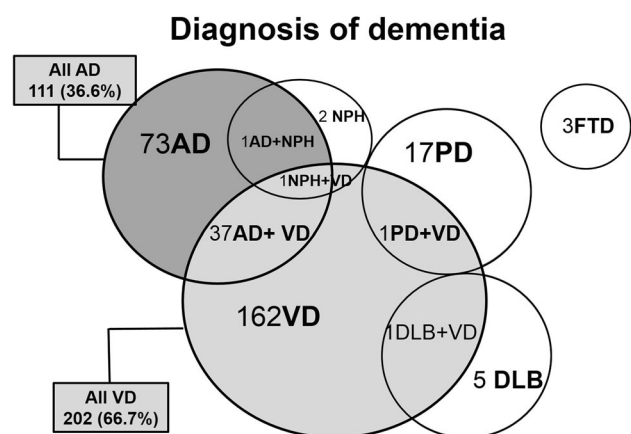 Diagnosis of dementia
All AD
111 (36.6%)
2 NPH
73AD
1AD+NPH
3FTD
17PD
1NPH+VD
37AD+ VD
1PD+VD
162VD
1DLB+VD
5 DLB
All VD
202 (66.7%)